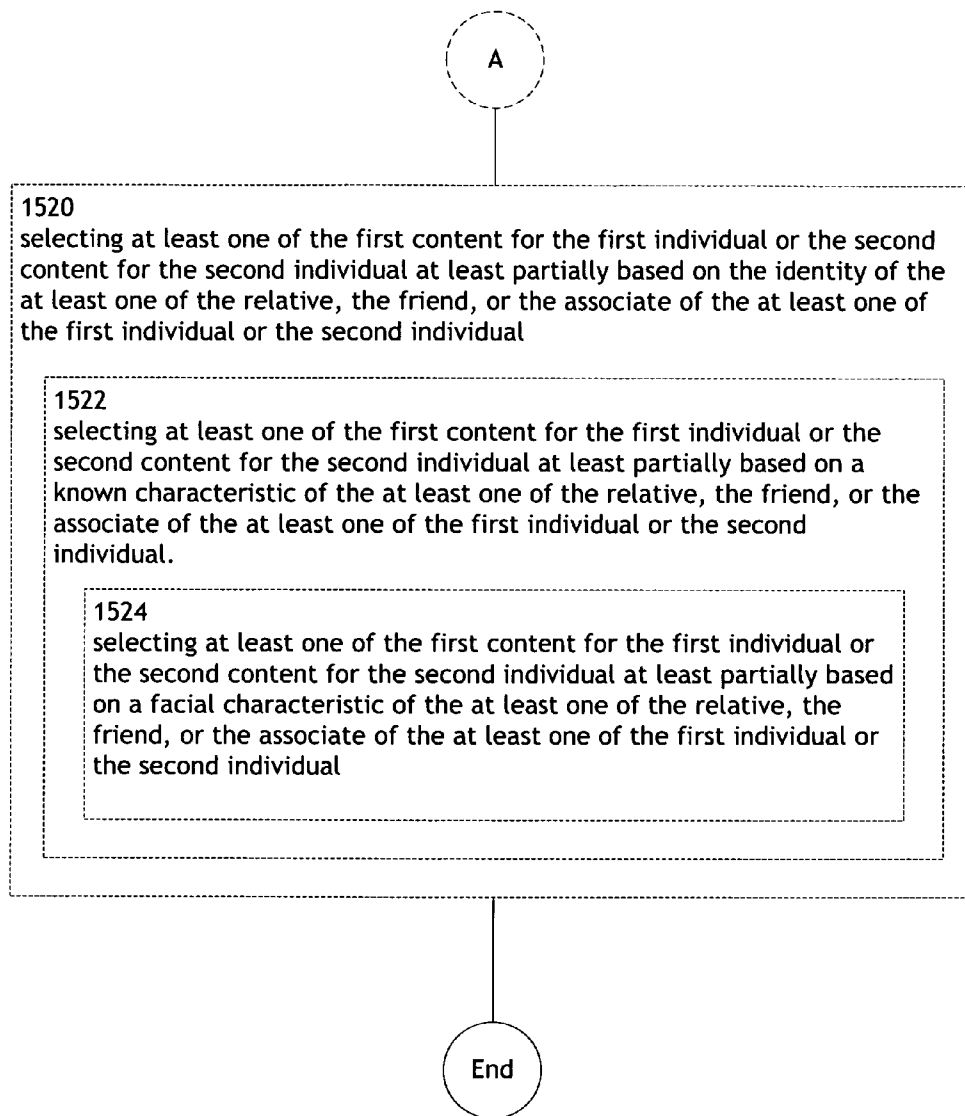 A
1520
selecting at least one of the first content for the first individual or the second
content for the second individual at least partially based on the identity of the
at least one of the relative, the friend, or the associate of the at least one of
the first individual or the second individual
1522
selecting at least one of the first content for the first individual or the
second content for the second individual at least partially based on a
known characteristic of the at least one of the relative, the friend, or the
associate of the at least one of the first individual or the second
individual.
1524
selecting at least one of the first content for the first individual or
the second content for the second individual at least partially based
on a facial characteristic of the at least one of the relative, the
friend, or the associate of the at least one of the first individual or
the second individual
End